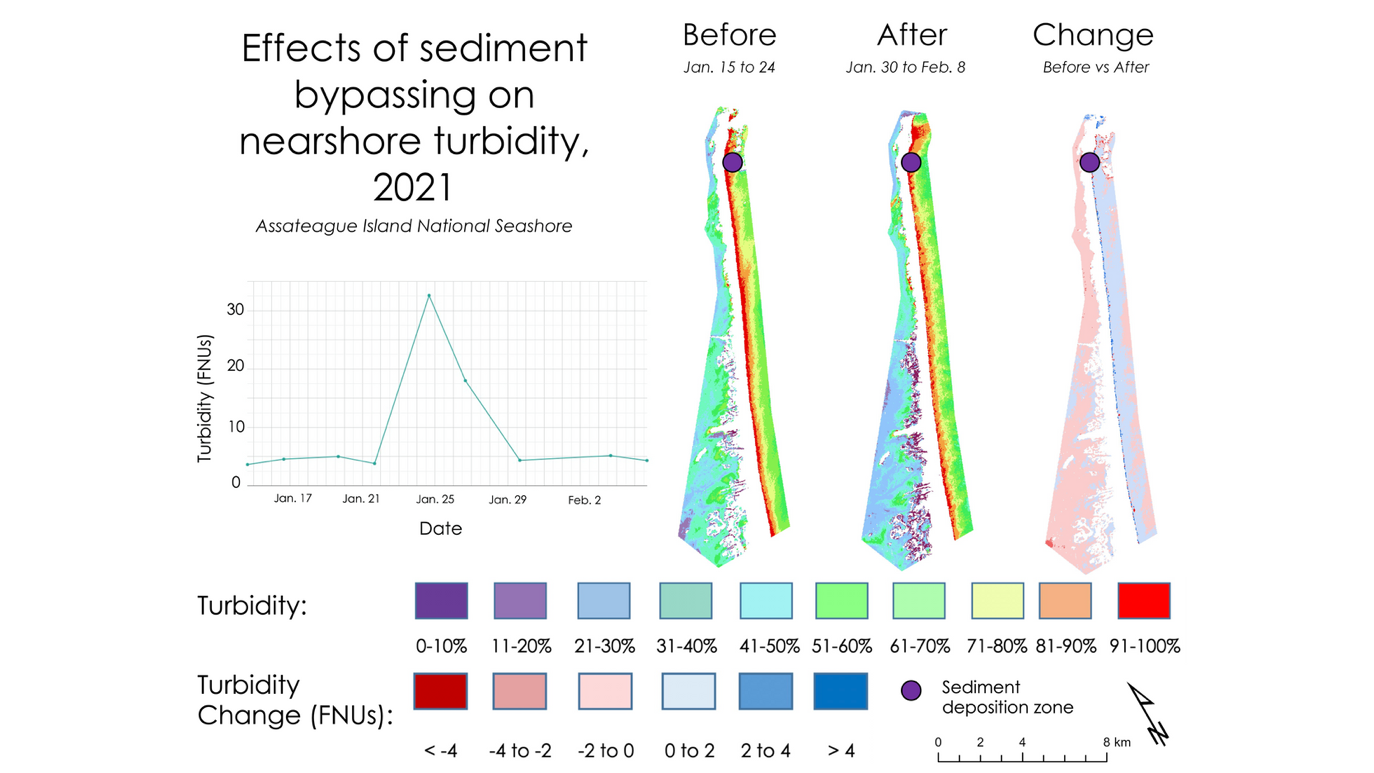 Effects of sediment
bypassing on
nearshore turbidity,
2021
Assateague Island National Seashore
Before
Jan. 15 to 24
After
Jan. 30 to Feb. 8
Change
Before vs After
Turbidity (FNUs)
30
20
10
0
Jan. 17
Jan. 21
Jan. 25
Jan. 29
Feb. 2
Date
Turbidity:
0-10%
11-20%
21-30%
31-40%
41-50%
51-60%
61-70%
71-80%
81-90%
91-100%
Turbidity
Change (FNUs):
< -4
-4 to -2
-2 to 0
0 to 2
2 to 4
> 4
Sediment
deposition zone
0 2 4 8 km
N